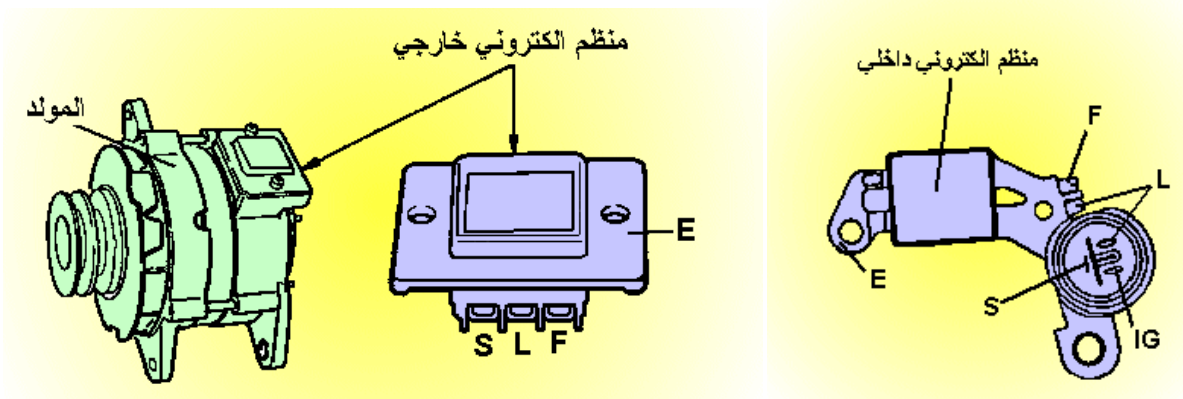 منظم الكتروني خارجي
المولد
E
S L F
منظم الكتروني داخلي
F
L
E
S
IG